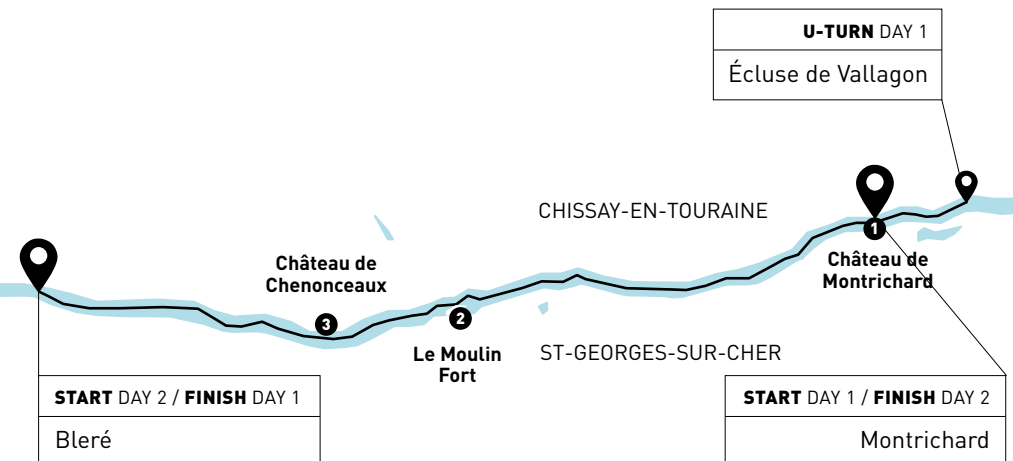 U-TURN DAY 1
Écluse de Vallagon
CHISSAY-EN-TOURAINE
1
Château de
Montrichard
Château de
Chenonceaux
3
2
Le Moulin
Fort
ST-GEORGES-SUR-CHER
START DAY 2 / FINISH DAY 1
Bleré
START DAY 1 / FINISH DAY 2
Montrichard